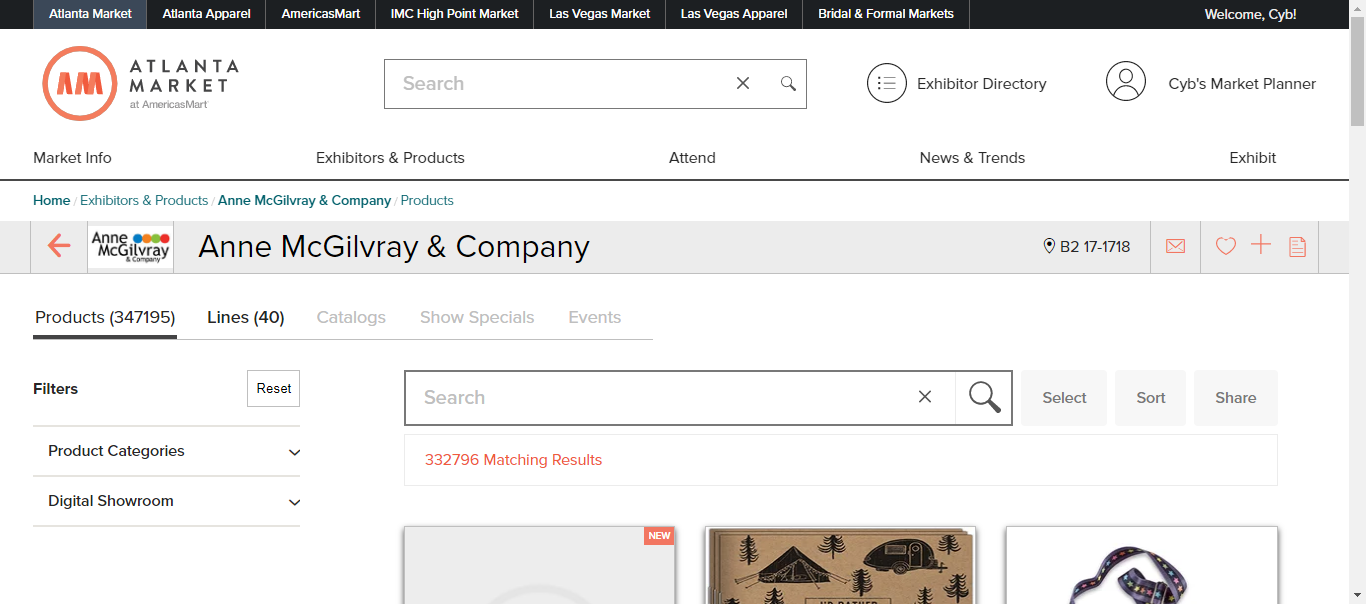 Atlanta Market Atlanta Apparel AmericasMart IMC High Point Market Las Vegas Market Las Vegas Apparel Bridal & Formal Markets Welcome, Cyb!
AM ATLANTA
MARKET
at AmericasMart
Search
Exhibitor Directory
Cyb's Market Planner
Market Info Exhibitors & Products Attend News & Trends Exhibit
Home / Exhibitors & Products / Anne McGilvray & Company / Products
Anne
McGilvray
& Company
Anne McGilvray & Company
B2 17-1718
Products (347195) Lines (40) Catalogs Show Specials Events
Filters
Reset
Product Categories
Digital Showroom
Search
Select Sort Share
332796 Matching Results
NEW